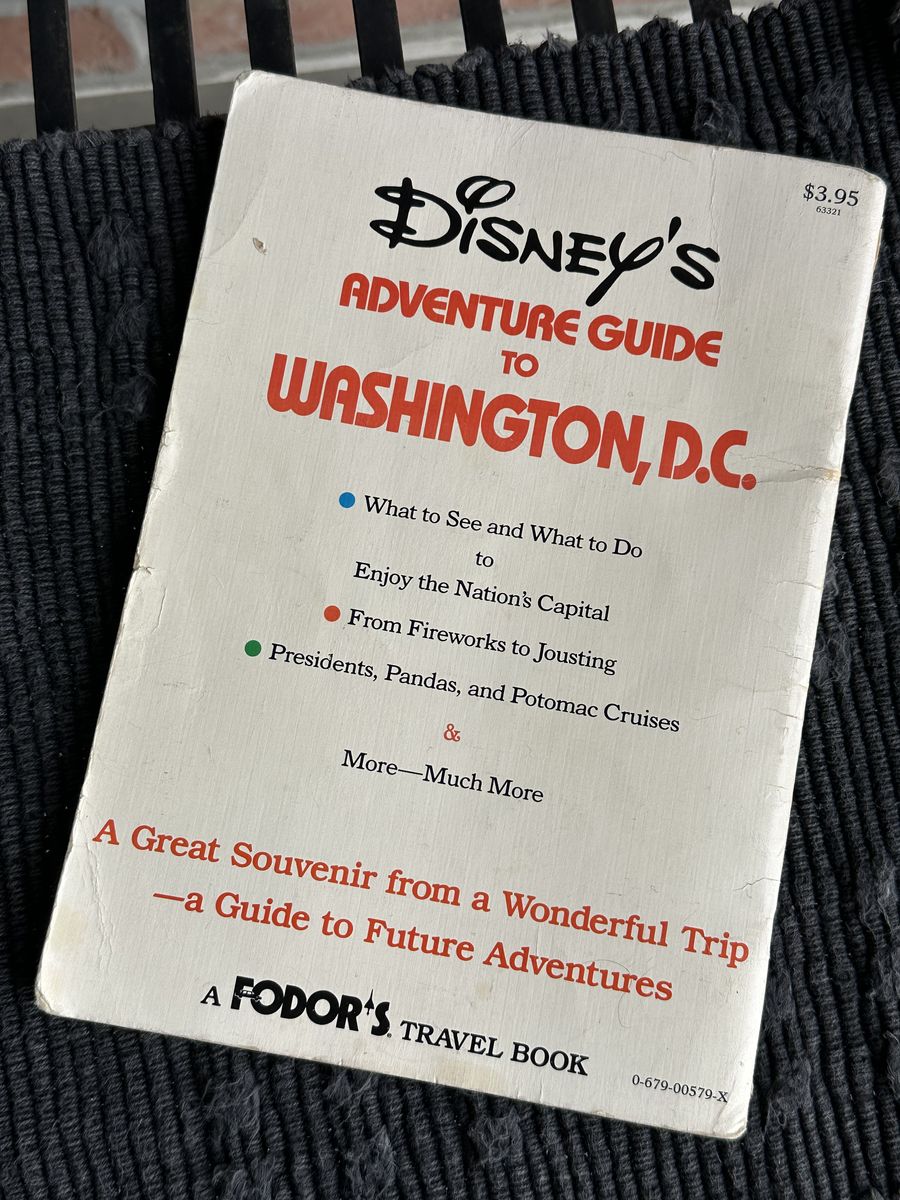 $3.95
63321
Disney's
ADVENTURE GUIDE
TO
WASHINGTON, D.C.
What to See and What to Do
to
Enjoy the Nation's Capital
From Fireworks to Jousting
Presidents, Pandas, and Potomac Cruises
&
More—Much More
A Great Souvenir from a Wonderful Trip
—a Guide to Future Adventures
A FODOR'S TRAVEL BOOK
0-679-00579-X